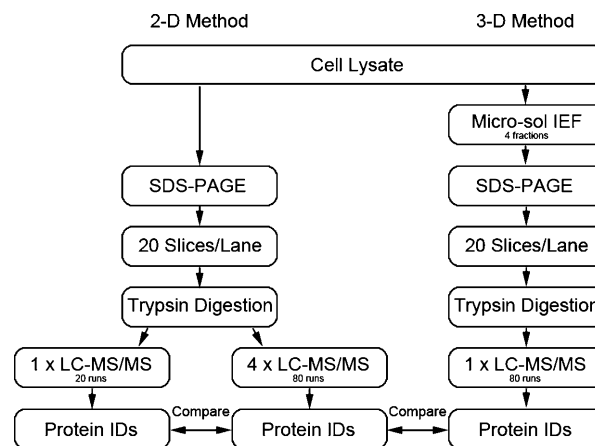 2-D Method 3-D Method
Cell Lysate
Micro-sol IEF
4 fractions
SDS-PAGE SDS-PAGE
20 Slices/Lane 20 Slices/Lane
Trypsin Digestion Trypsin Digestion
1 x LC-MS/MS 4 x LC-MS/MS 1 x LC-MS/MS
20 runs 80 runs 80 runs
Compare Compare
Protein IDs Protein IDs Protein IDs